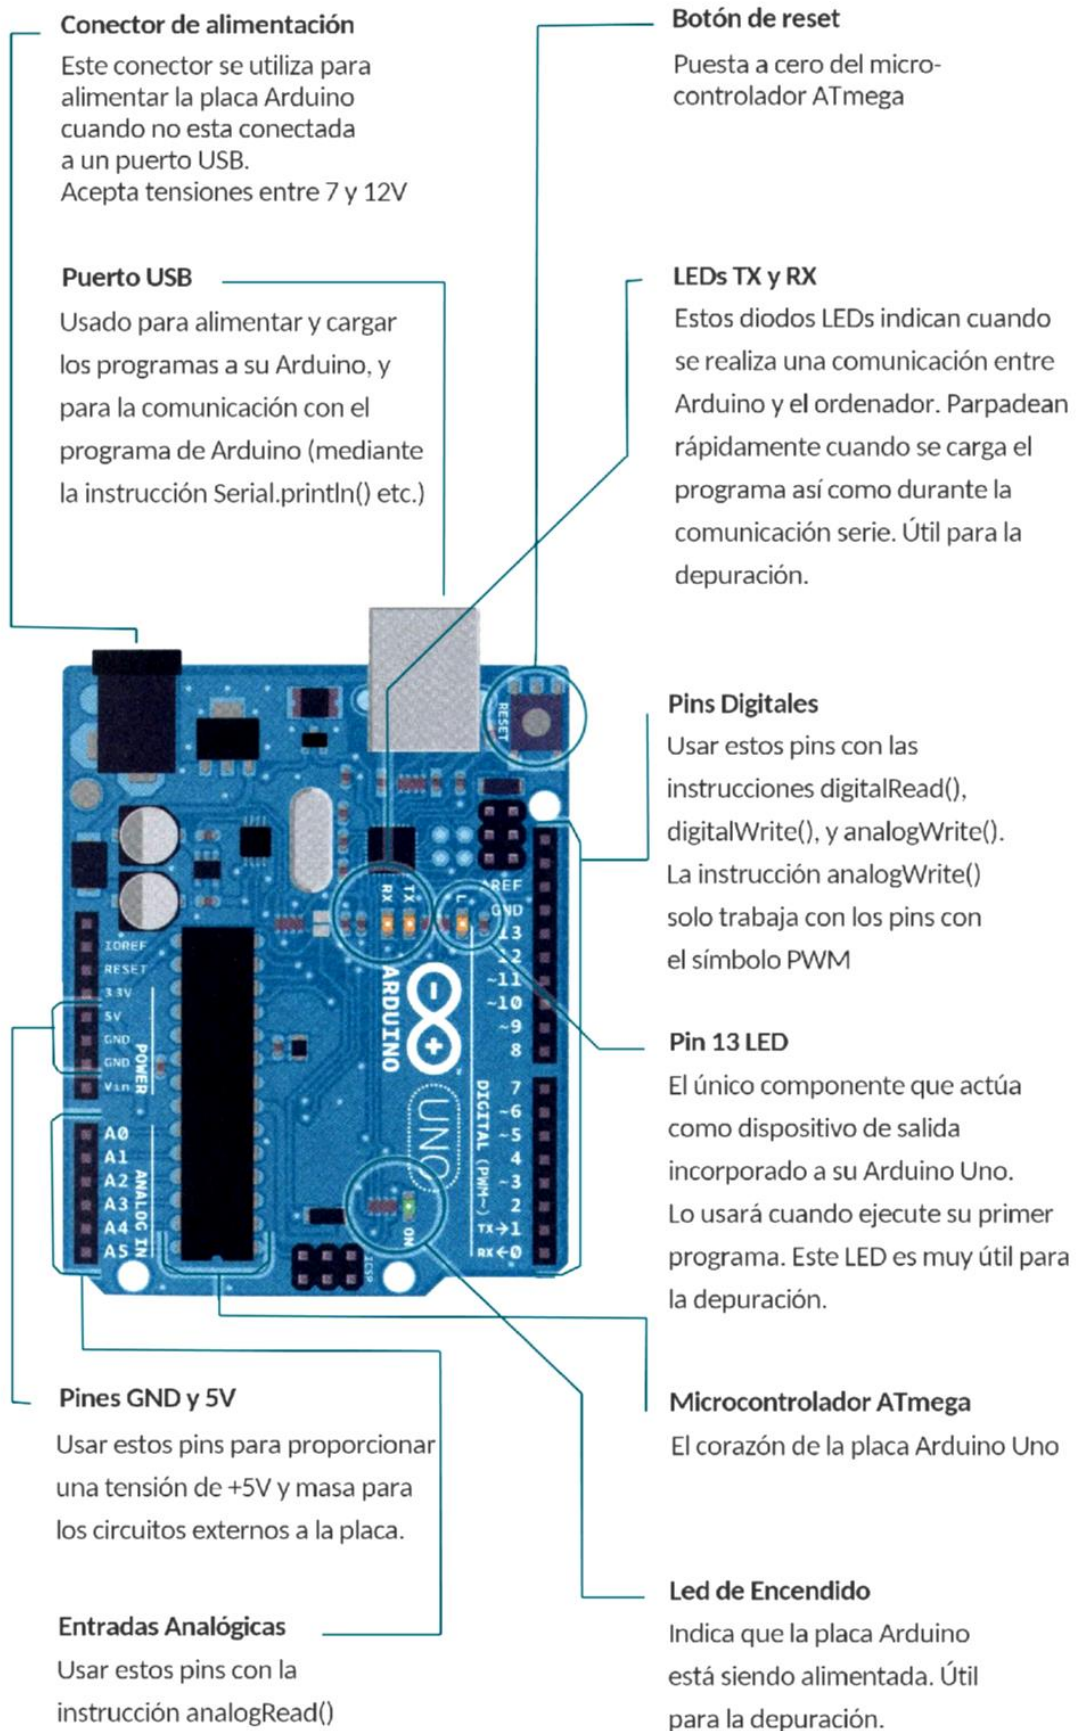 Conector de alimentación
Este conector se utiliza para
alimentar la placa Arduino
cuando no esta conectada
a un puerto USB.
Acepta tensiones entre 7 y 12V
Botón de reset
Puesta a cero del micro-
controlador ATmega
Puerto USB
Usado para alimentar y cargar
los programas a su Arduino, y
para la comunicación con el
programa de Arduino (mediante
la instrucción Serial.println() etc.)
LEDs TX y RX
Estos diodos LEDs indican cuando
se realiza una comunicación entre
Arduino y el ordenador. Parpadean
rápidamente cuando se carga el
programa así como durante la
comunicación serie. Útil para la
depuración.
Pins Digitales
Usar estos pins con las
instrucciones digitalRead(),
digitalWrite(), y analogWrite().
La instrucción analogWrite()
solo trabaja con los pins con
el símbolo PWM
Pin 13 LED
El único componente que actúa
como dispositivo de salida
incorporado a su Arduino Uno.
Lo usará cuando ejecute su primer
programa. Este LED es muy útil para
la depuración.
RESET
RX
TX
L
AREF
GND
13
12
~11
~10
~9
8
7
~6
~5
4
~3
2
TX→1
RX←0
DIGITAL (PWM~)
ARDUINO
UNO
ON
ICSP
IOREF
RESET
3.3V
5V
GND
GND
Vin
POWER
A0
A1
A2
A3
A4
A5
ANALOG IN
Pines GND y 5V
Usar estos pins para proporcionar
una tensión de +5V y masa para
los circuitos externos a la placa.
Microcontrolador ATmega
El corazón de la placa Arduino Uno
Entradas Analógicas
Usar estos pins con la
instrucción analogRead()
Led de Encendido
Indica que la placa Arduino
está siendo alimentada. Útil
para la depuración.